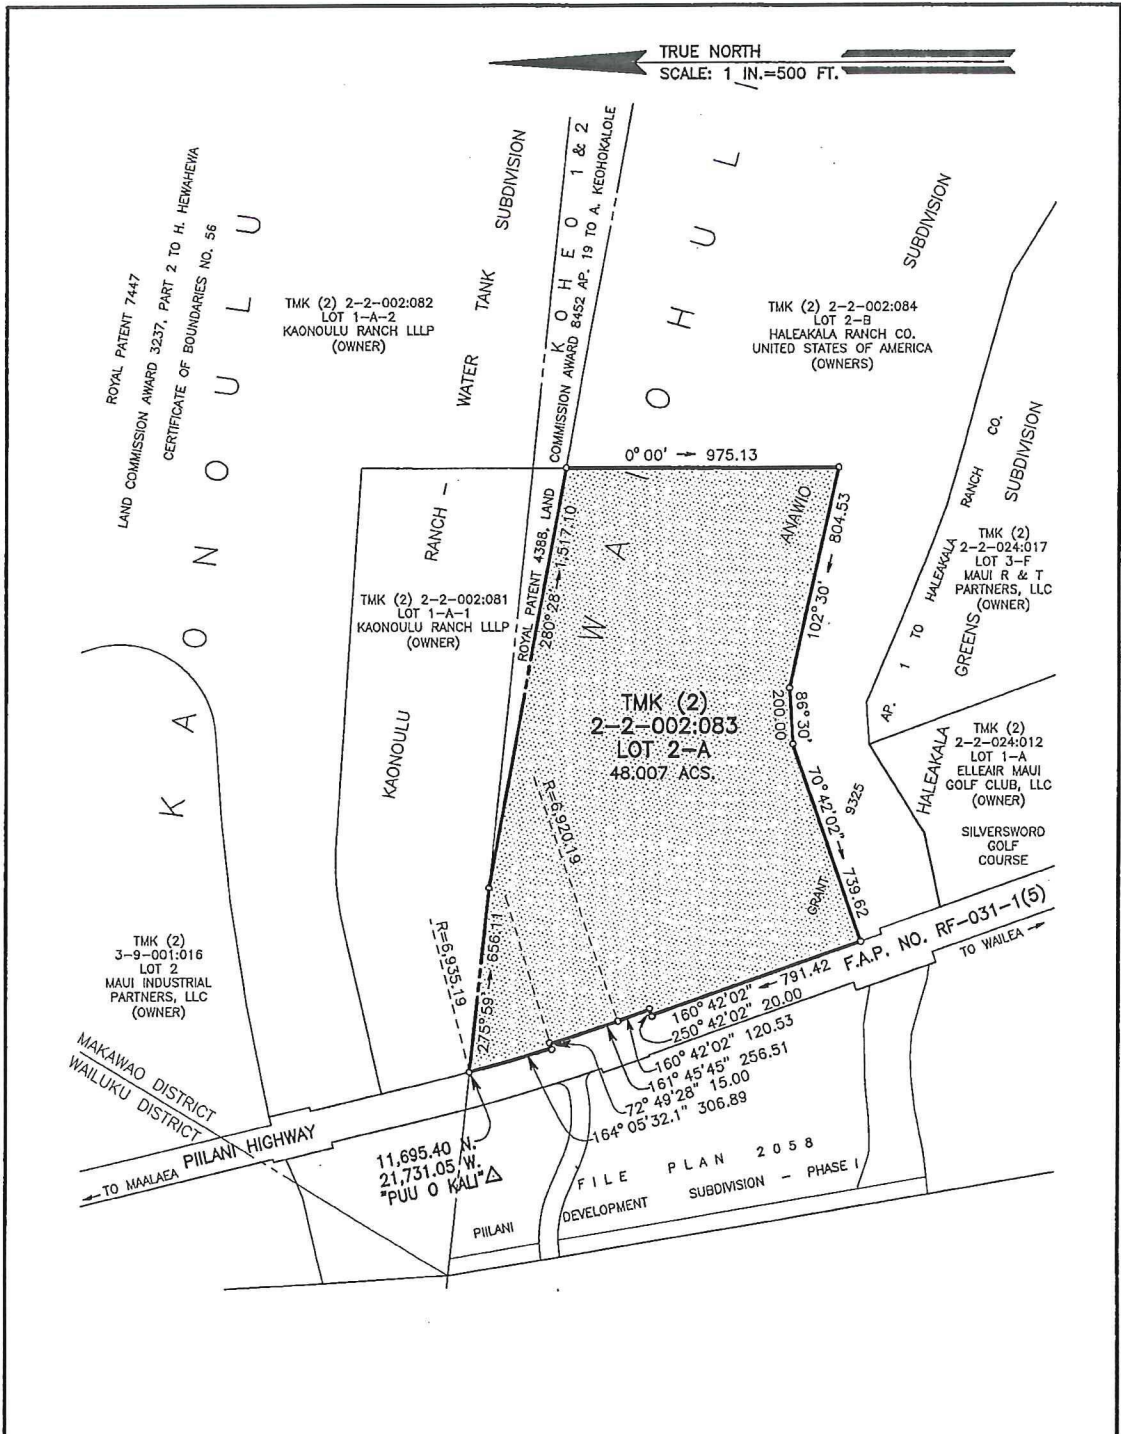 TRUE NORTH
SCALE: 1 IN.=500 FT.
ROYAL PATENT 7447
LAND COMMISSION AWARD 3237, PART 2 TO H. HEWAHEWA
CERTIFICATE OF BOUNDARIES NO. 56
KAONOULU
TMK (2) 2-2-002:082
LOT 1-A-2
KAONOULU RANCH LLLP
(OWNER)
KAONOULU RANCH - WATER TANK SUBDIVISION
KOHEO 1 & 2
ROYAL PATENT 4388, LAND COMMISSION AWARD 8452 AP. 19 TO A. KEOHOKALOLE
WAIOHULI
TMK (2) 2-2-002:084
LOT 2-B
HALEAKALA RANCH CO.
UNITED STATES OF AMERICA
(OWNERS)
SUBDIVISION
ANAWIO
0° 00' → 975.13
102° 30' → 804.53
86° 30'
200.00
70° 42'02" → 739.62
280° 28' → 1,517.10
275° 59' → 656.11
TMK (2) 2-2-002:081
LOT 1-A-1
KAONOULU RANCH LLLP
(OWNER)
TMK (2)
2-2-002:083
LOT 2-A
48.007 ACS.
R=6,920.19
R=6,935.19
GRANT 9325 AP. 1 TO HALEAKALA RANCH CO.
HALEAKALA GREENS SUBDIVISION
TMK (2)
2-2-024:017
LOT 3-F
MAUI R & T
PARTNERS, LLC
(OWNER)
TMK (2)
2-2-024:012
LOT 1-A
ELLEAIR MAUI
GOLF CLUB, LLC
(OWNER)
SILVERSWORD
GOLF
COURSE
TMK (2)
3-9-001:016
LOT 2
MAUI INDUSTRIAL
PARTNERS, LLC
(OWNER)
MAKAWAO DISTRICT
WAILUKU DISTRICT
PIILANI HIGHWAY
F.A.P. NO. RF-031-1(5)
← TO MAALAEA
TO WAILEA →
160° 42'02" → 791.42
250° 42'02" 20.00
160° 42'02" 120.53
161° 45'45" 256.51
72° 49'28" 15.00
164° 05'32.1" 306.89
11,695.40 N.
21,731.05 W.
"PUU O KALI"
FILE PLAN 2058
PIILANI DEVELOPMENT SUBDIVISION - PHASE I